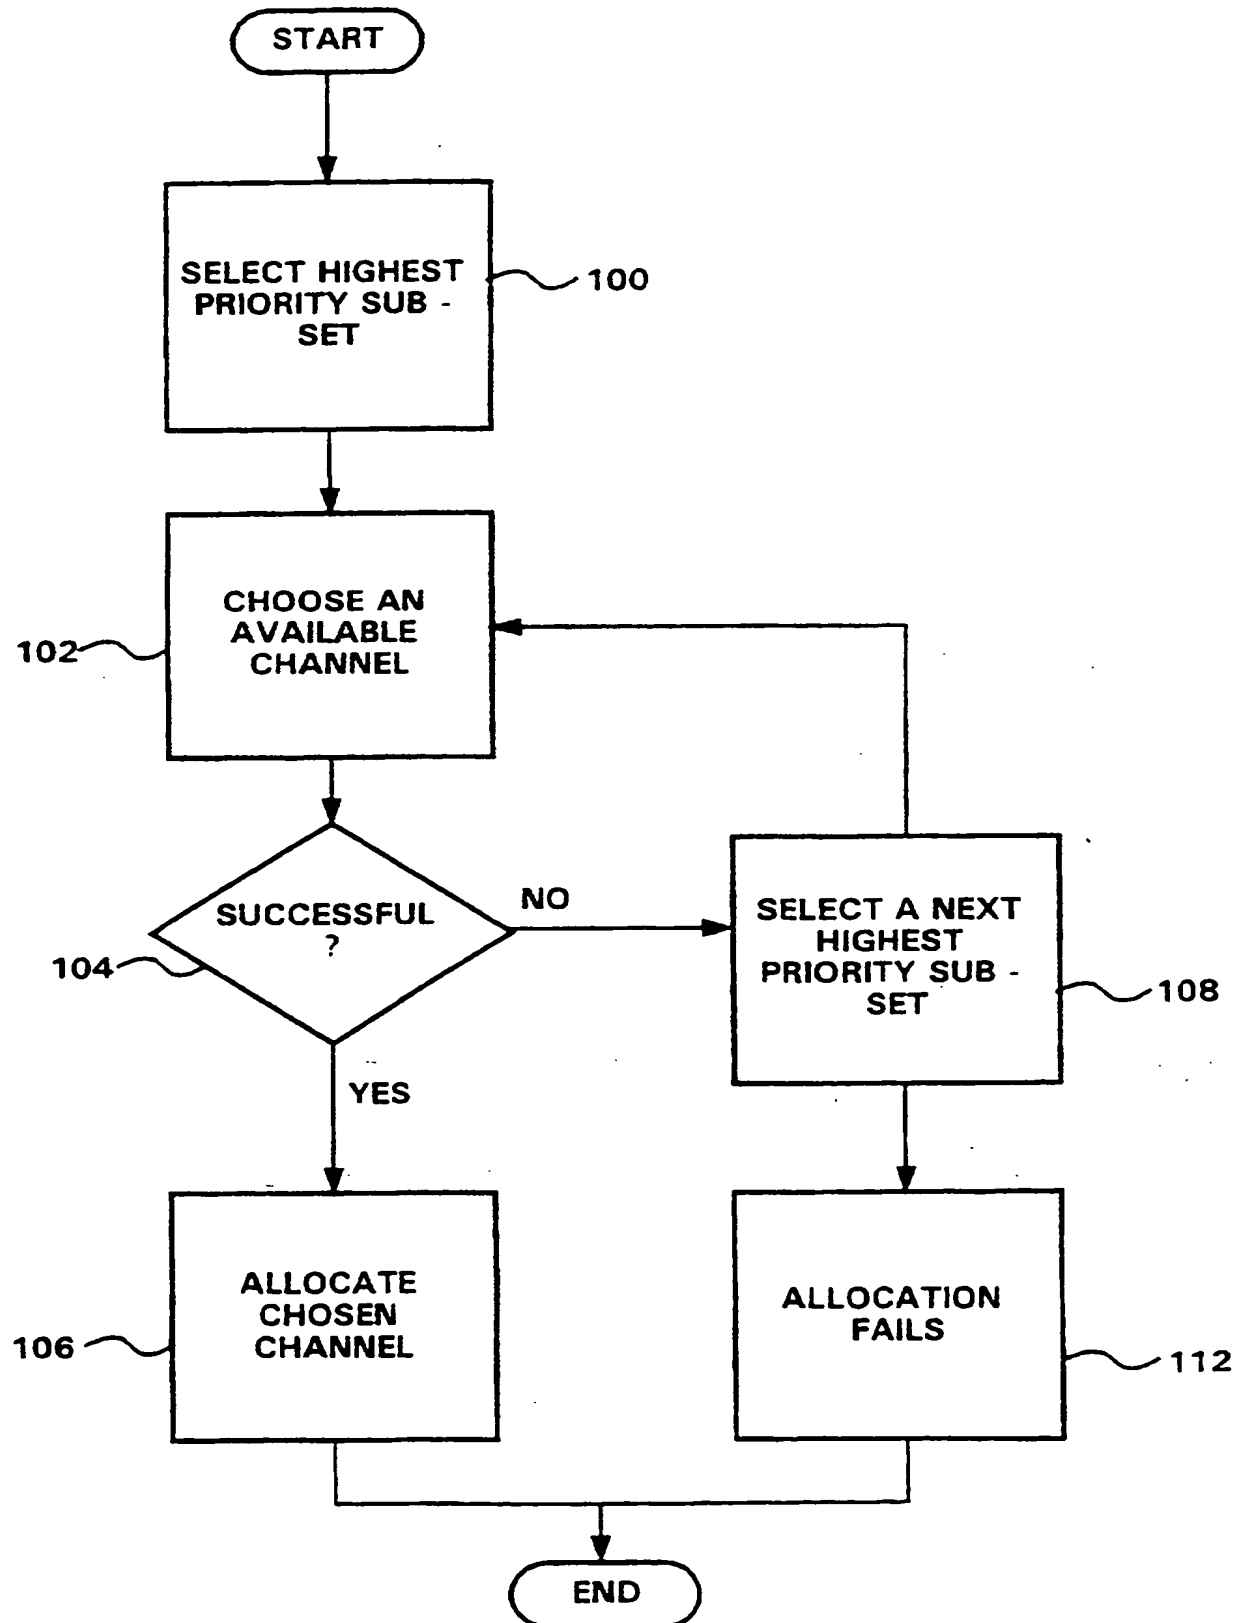 START
SELECT HIGHEST
PRIORITY SUB -
SET
100
CHOOSE AN
AVAILABLE
CHANNEL
102
SUCCESSFUL
?
104
NO
YES
SELECT A NEXT
HIGHEST
PRIORITY SUB -
SET
108
ALLOCATE
CHOSEN
CHANNEL
106
ALLOCATION
FAILS
112
END